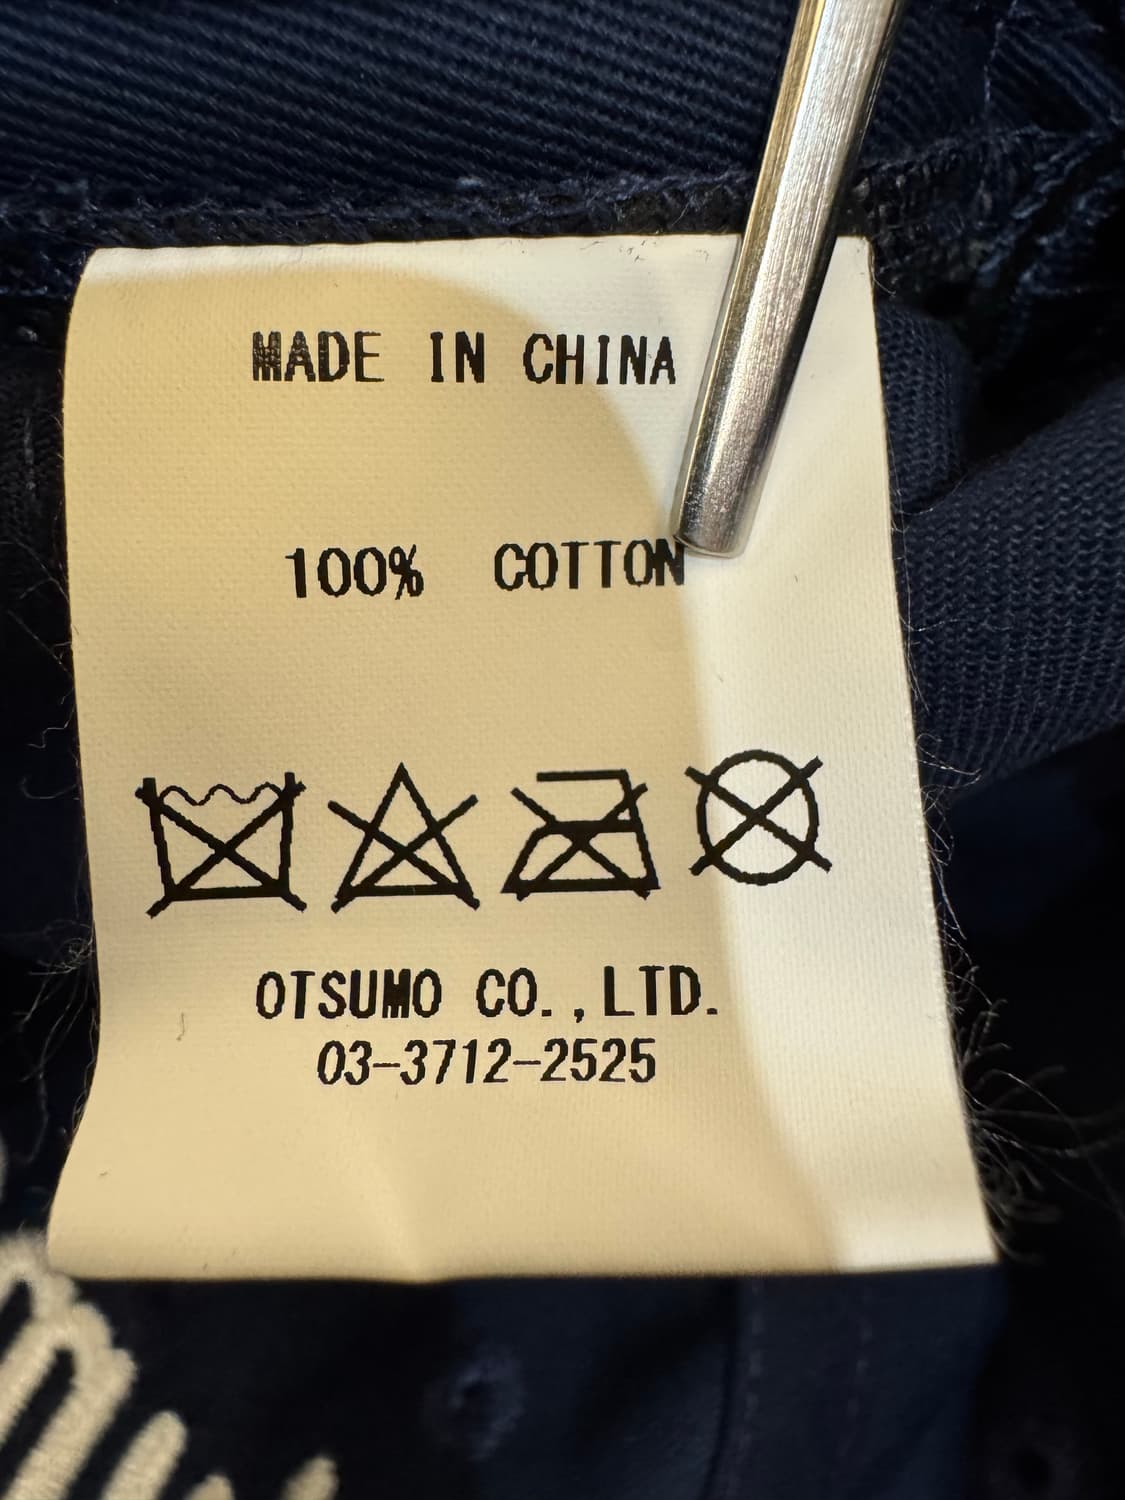 MADE IN CHINA
100% COTTON
OTSUMO CO.,LTD.
03-3712-2525